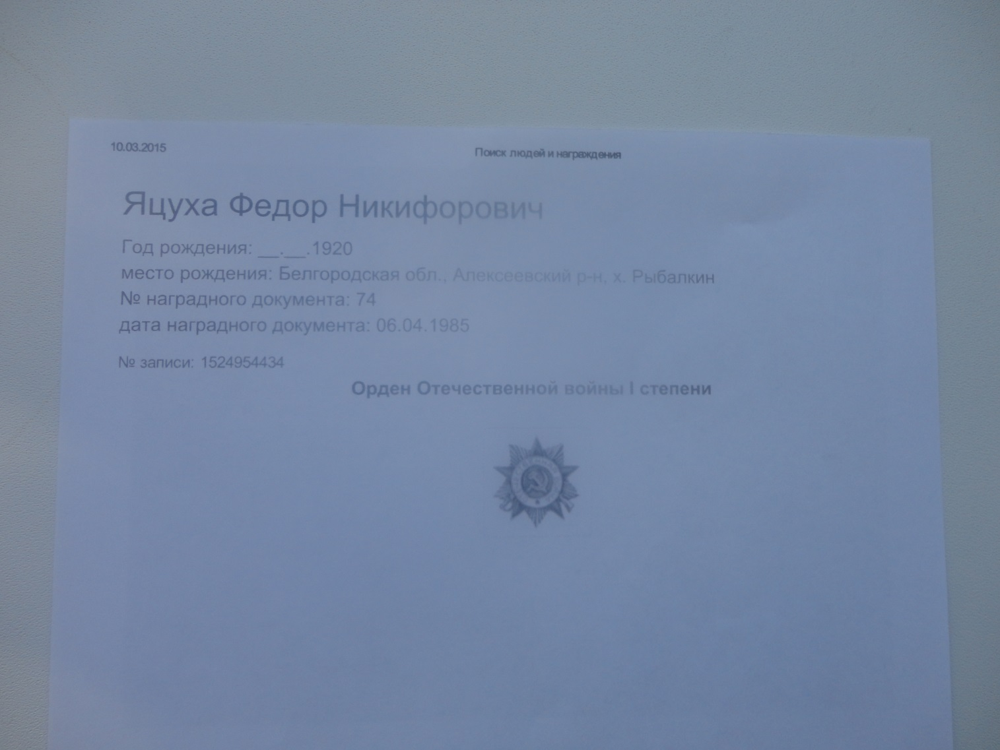 10.03.2015
Поиск людей и награждения
Яцуха Федор Никифорович
Год рождения: __.__.1920
место рождения: Белгородская обл., Алексеевский р-н, х. Рыбалкин
№ наградного документа: 74
дата наградного документа: 06.04.1985
№ записи: 1524954434
Орден Отечественной войны I степени